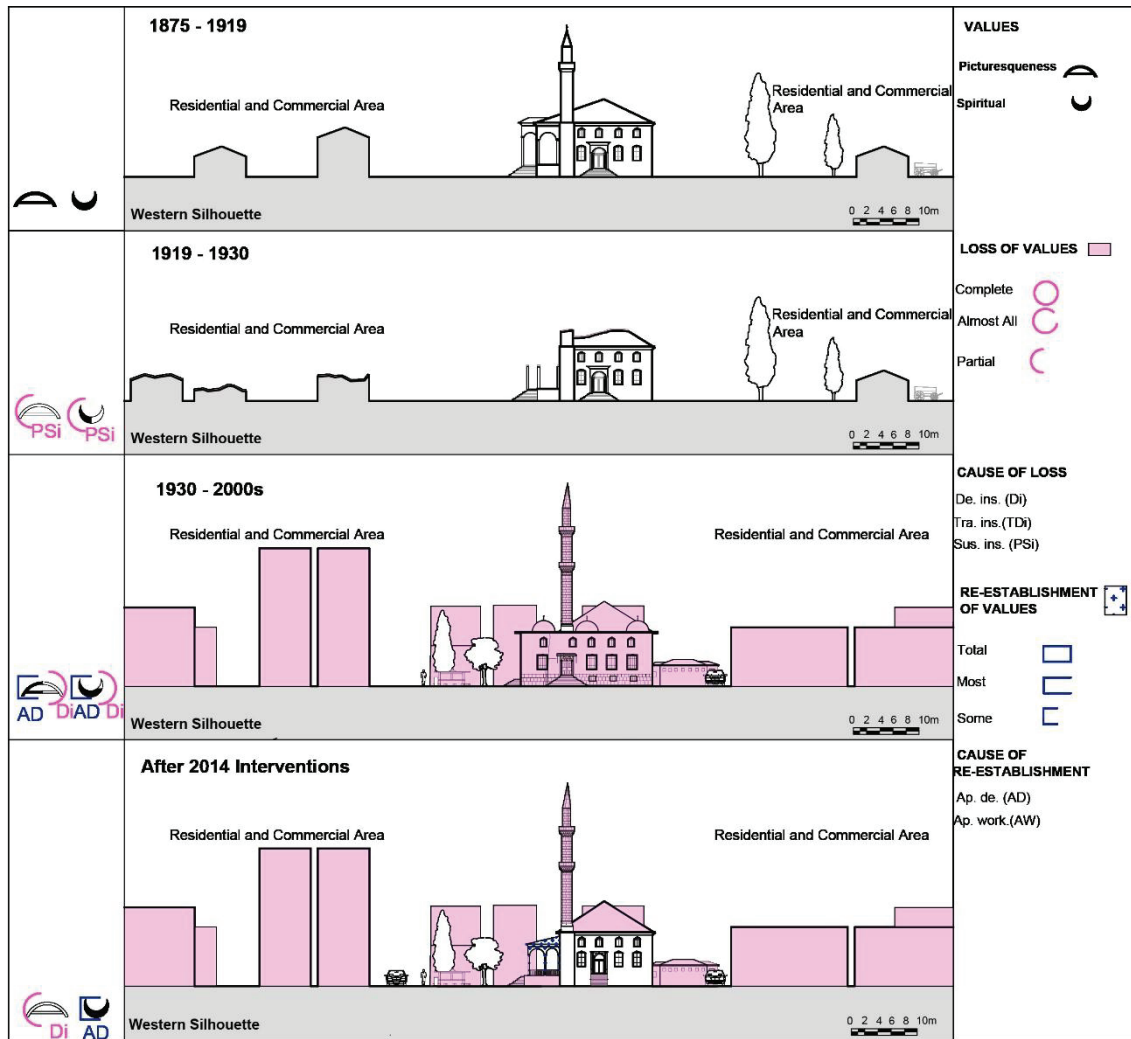 1875 - 1919
Residential and Commercial Area
Residential and Commercial
Area
Western Silhouette
0 2 4 6 8 10m
VALUES
Picturesqueness
Spiritual
1919 - 1930
Residential and Commercial Area
Residential and Commercial
Area
PSi
PSi
Western Silhouette
0 2 4 6 8 10m
LOSS OF VALUES
Complete
Almost All
Partial
1930 - 2000s
Residential and Commercial Area
Residential and Commercial Area
AD Di AD Di
Western Silhouette
0 2 4 6 8 10m
CAUSE OF LOSS
De. ins. (Di)
Tra. ins.(TDi)
Sus. ins. (PSi)
RE-ESTABLISHMENT
OF VALUES
Total
Most
Some
After 2014 Interventions
Residential and Commercial Area
Residential and Commercial Area
Di AD
Western Silhouette
0 2 4 6 8 10m
CAUSE OF
RE-ESTABLISHMENT
Ap. de. (AD)
Ap. work.(AW)